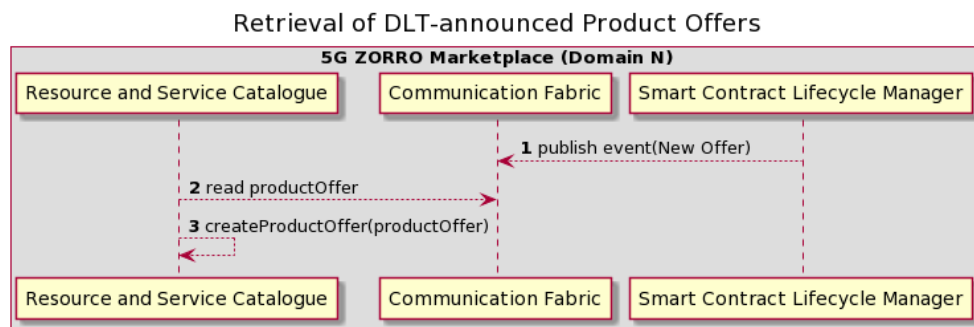 Retrieval of DLT-announced Product Offers
5G ZORRO Marketplace (Domain N)
Resource and Service Catalogue
Communication Fabric
Smart Contract Lifecycle Manager
1 publish event(New Offer)
2 read productOffer
3 createProductOffer(productOffer)
Resource and Service Catalogue
Communication Fabric
Smart Contract Lifecycle Manager